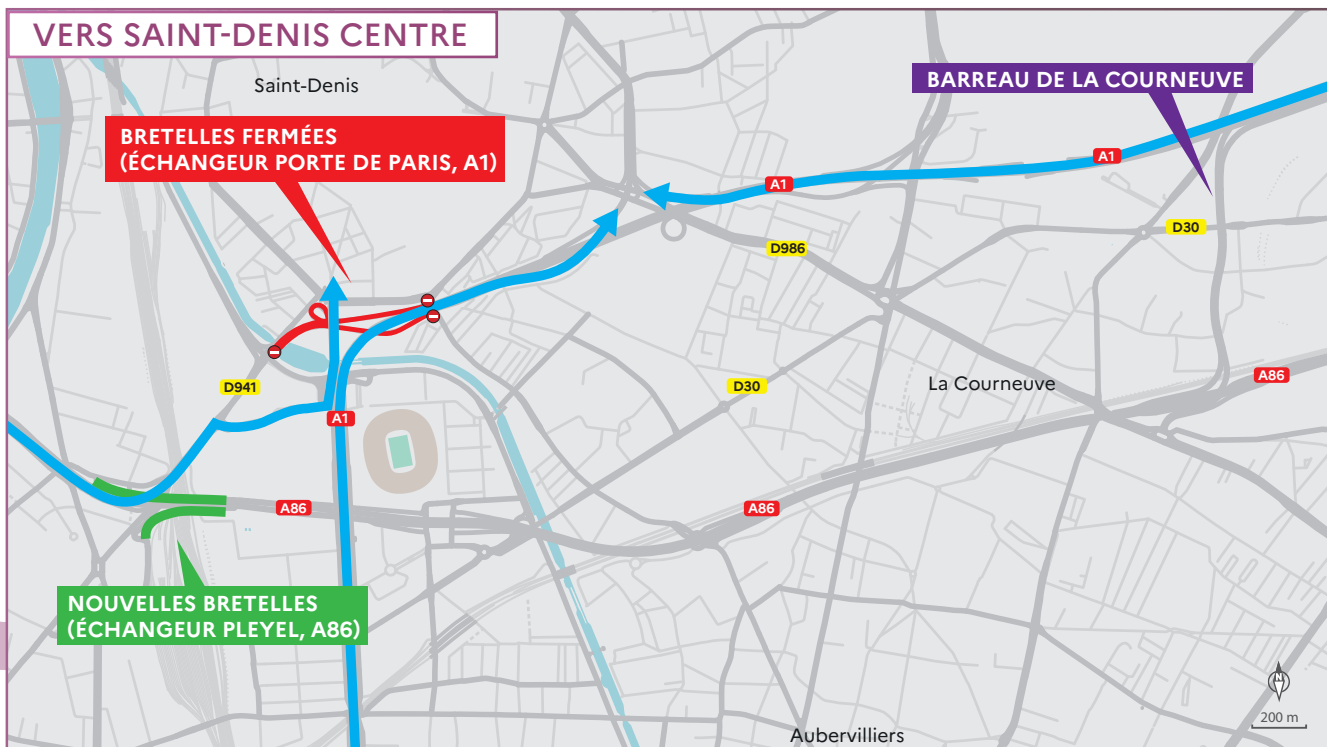 VERS SAINT-DENIS CENTRE
Saint-Denis
BARREAU DE LA COURNEUVE
BRETELLES FERMÉES
(ÉCHANGEUR PORTE DE PARIS, A1)
A1
A1
D30
D986
D941
D30
La Courneuve
A86
A1
A86
A86
NOUVELLES BRETELLES
(ÉCHANGEUR PLEYEL, A86)
N
200 m
Aubervilliers